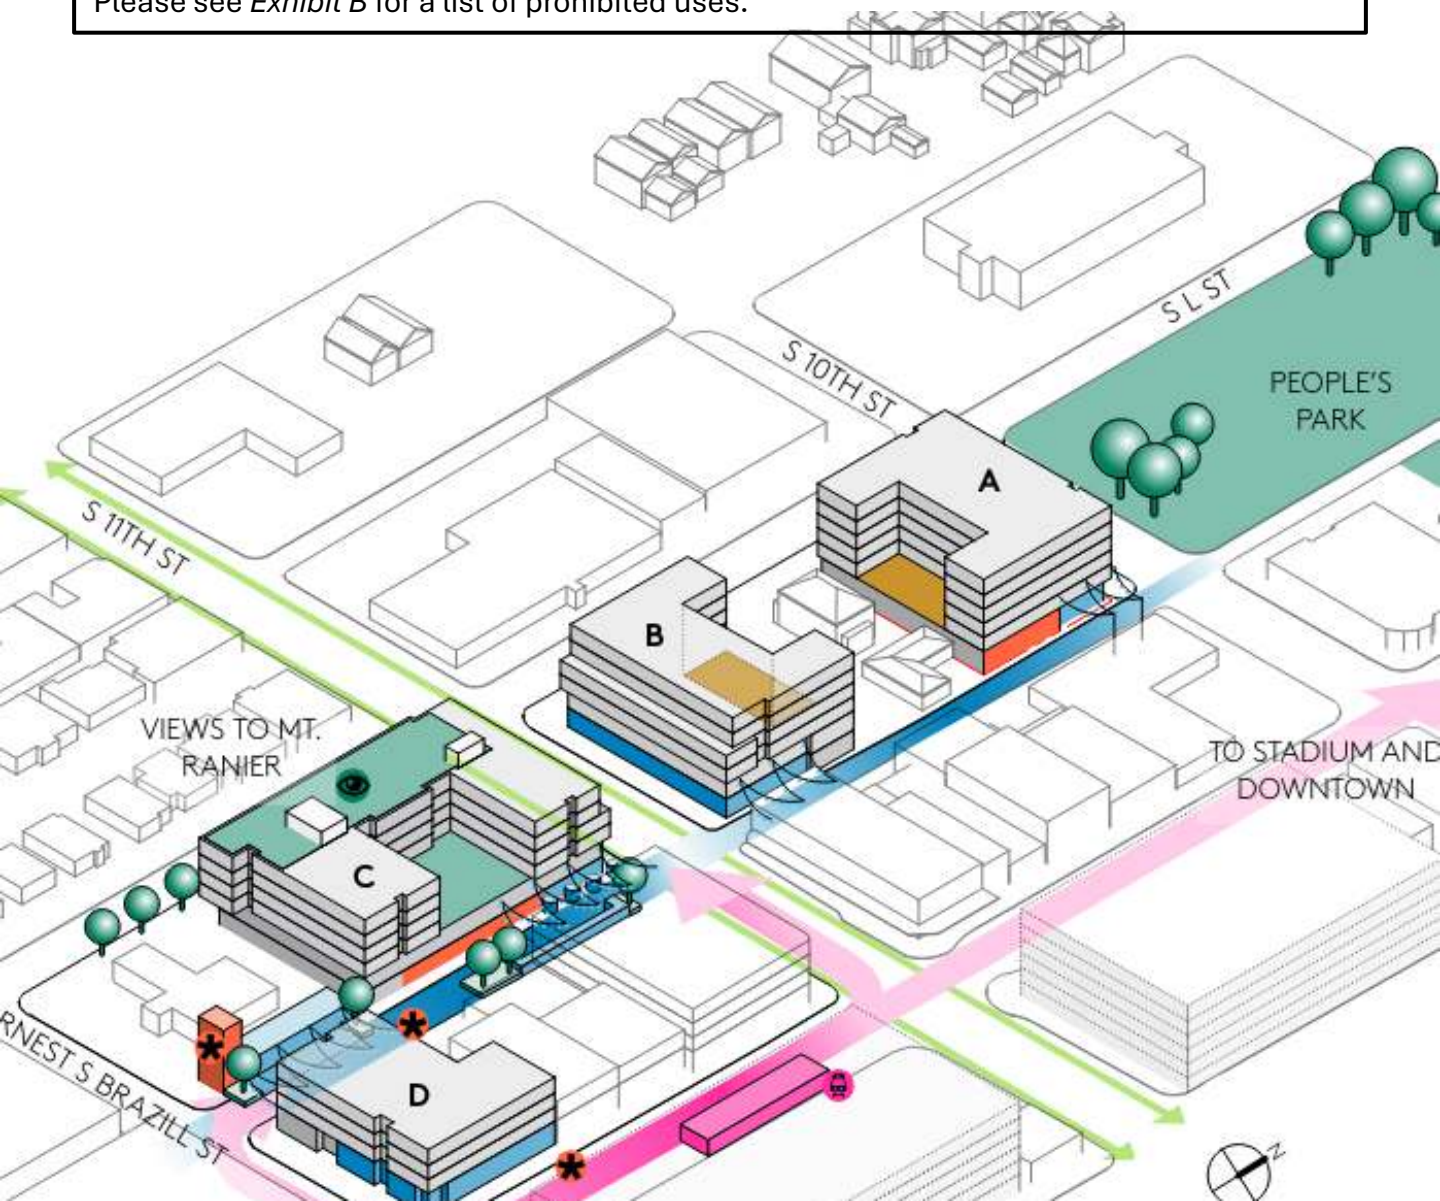 Please see Exhibit B for a list of prohibited uses.
S L ST
S 10TH ST
PEOPLE'S
PARK
A
S 11TH ST
B
VIEWS TO MT.
RANIER
TO STADIUM AND
DOWNTOWN
C
RNEST S BRAZILL ST
D
N